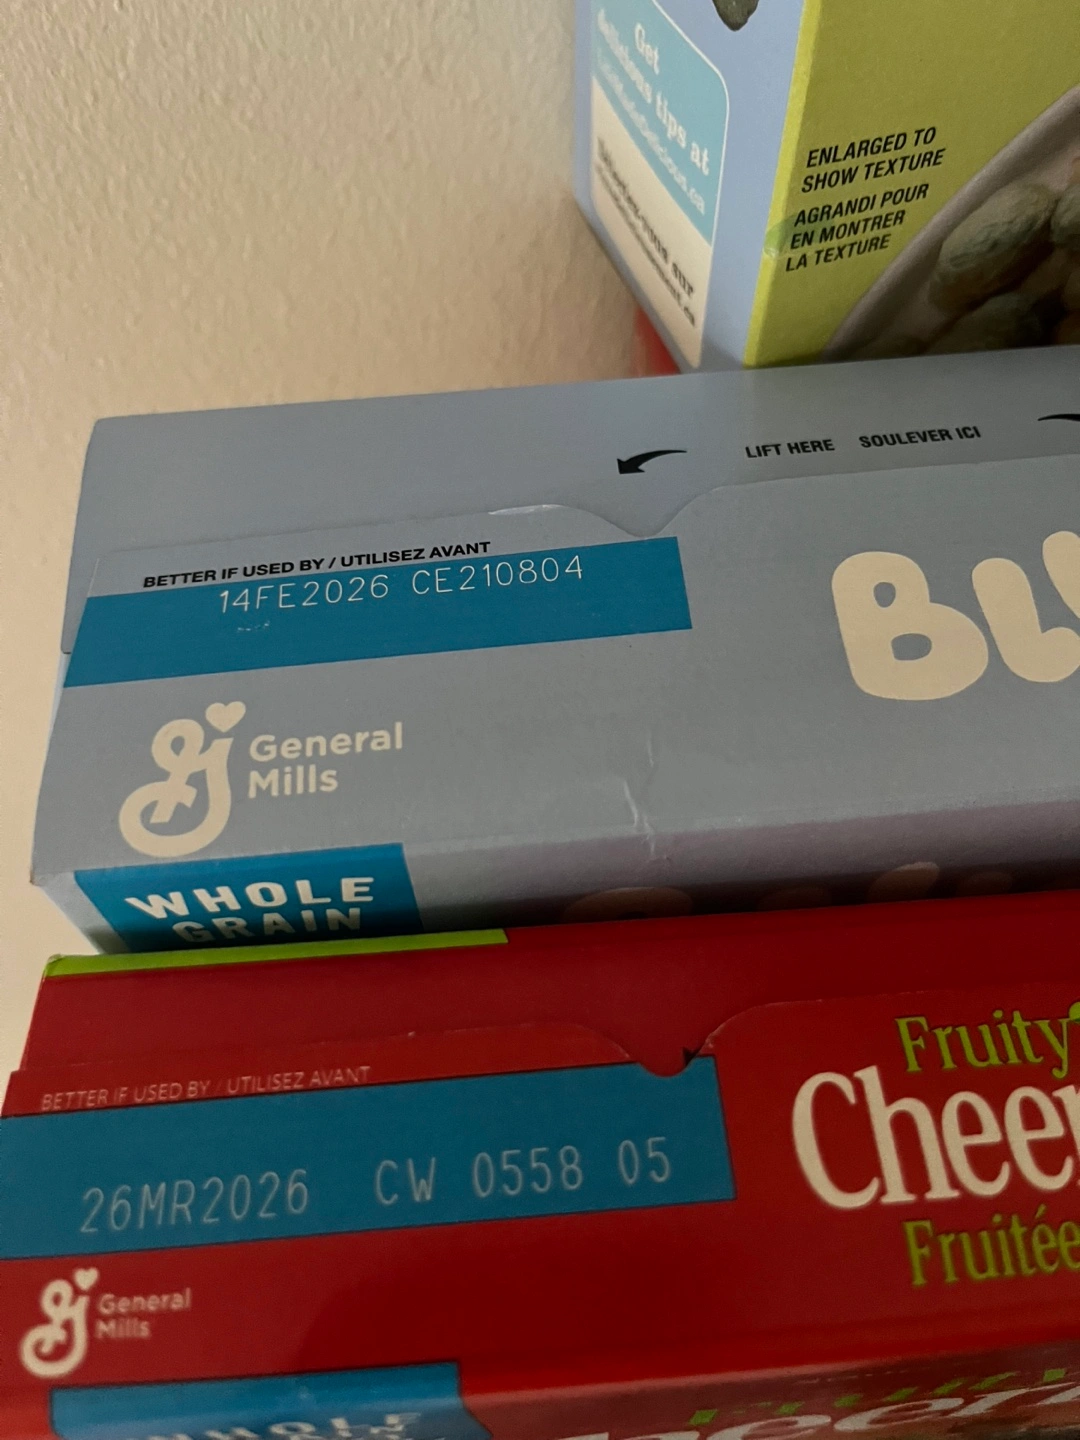 Get
delicious tips at
ENLARGED TO
SHOW TEXTURE
AGRANDI POUR
EN MONTRER
LA TEXTURE
LIFT HERE SOULEVER ICI
BETTER IF USED BY / UTILISEZ AVANT
14FE2026 CE210804
General
Mills
WHOLE
GRAIN
Fruity
BETTER IF USED BY / UTILISEZ AVANT
26MR2026 CW 0558 05
Fruitée
General
Mills
WHOLE